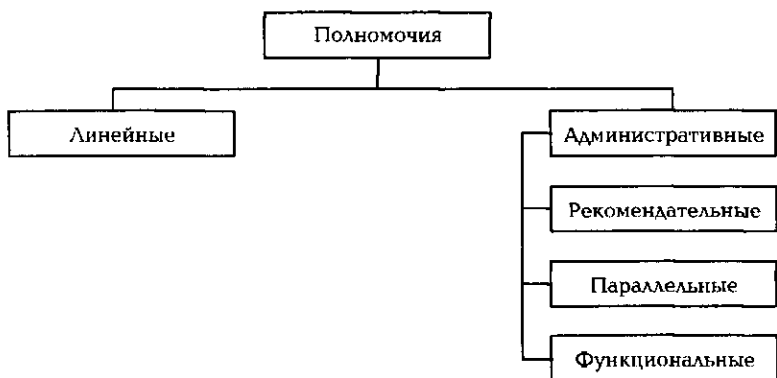 Полномочия
Линейные
Административные
Рекомендательные
Параллельные
Функциональные